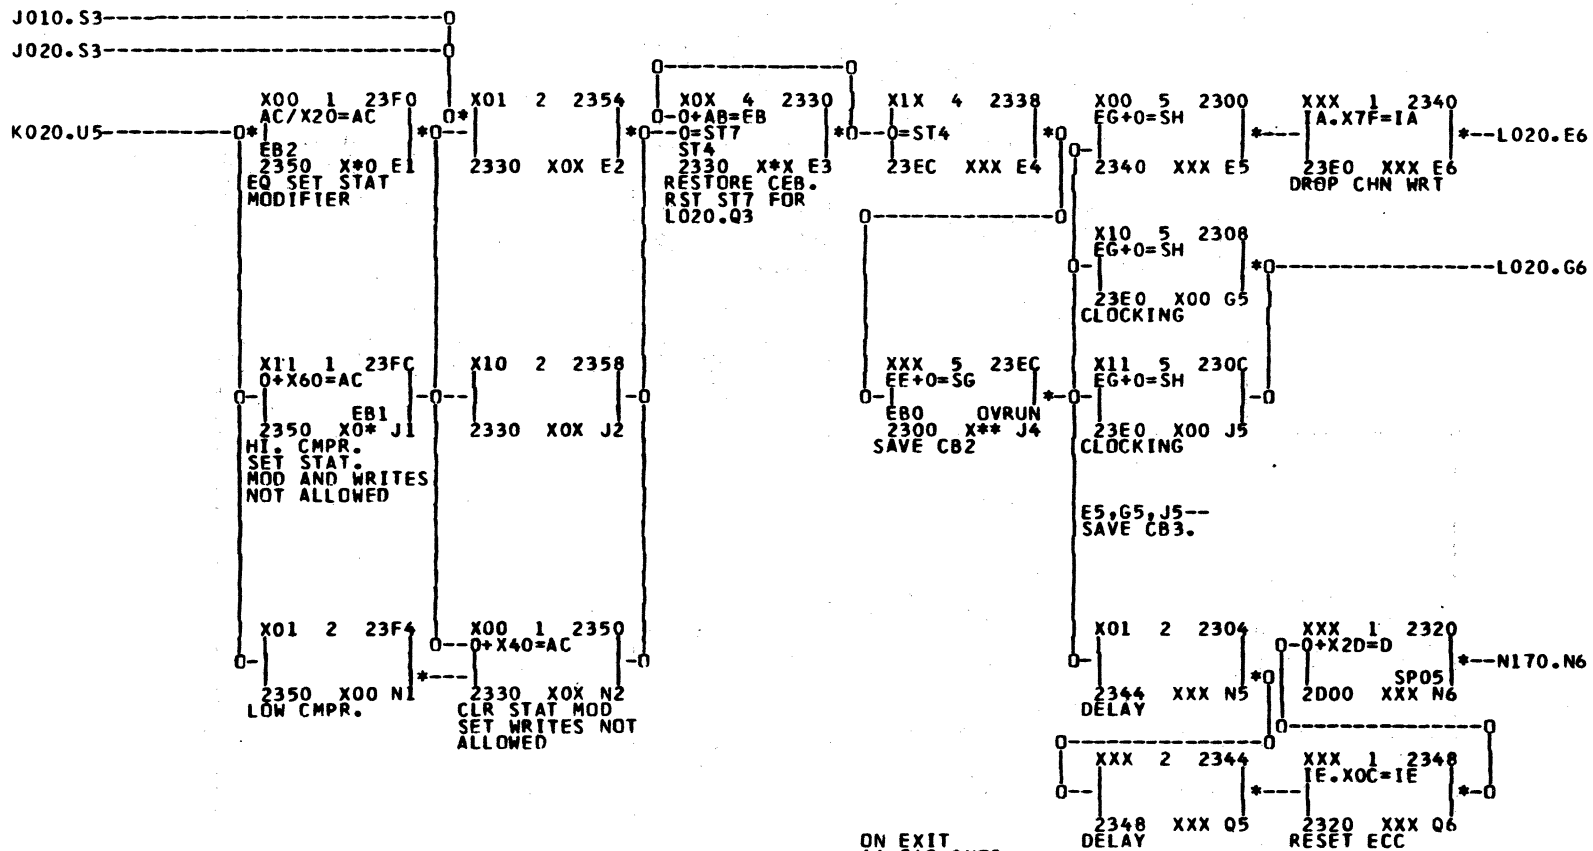 J010.S3
J020.S3
K020.U5
X00 1 23F0
AC/X20=AC
EB2
2350 X*0 E1
EQ SET STAT
MODIFIER
X01 2 2354
2330 X0X E2
X0X 4 2330
0+AB=EB
0=ST7
ST4
2330 X*X E3
RESTORE CEB.
RST ST7 FOR
L020.Q3
X1X 4 2338
0=ST4
23EC XXX E4
X00 5 2300
EG+0=SH
2340 XXX E5
XXX 1 2340
IA.X7F=IA
23E0 XXX E6
DROP CHN WRT
L020.E6
X10 5 2308
EG+0=SH
23E0 X00 G5
CLOCKING
L020.G6
X11 1 23FC
0+X60=AC
EB1
2350 X0* J1
HI. CMPR.
SET STAT.
MOD AND WRITES
NOT ALLOWED
X10 2 2358
2330 X0X J2
XXX 5 23EC
EE+0=SG
EB0 OVRUN
2300 X** J4
SAVE CB2
X11 5 230C
EG+0=SH
23E0 X00 J5
CLOCKING
E5,G5,J5--
SAVE CB3.
X01 2 23F4
2350 X00 N1
LOW CMPR.
X00 1 2350
0+X40=AC
2330 X0X N2
CLR STAT MOD
SET WRITES NOT
ALLOWED
X01 2 2304
2344 XXX N5
DELAY
XXX 1 2320
0+X2D=D
SP05
2D00 XXX N6
N170.N6
XXX 2 2344
2348 XXX Q5
DELAY
XXX 1 2348
IE.X0C=IE
2320 XXX Q6
RESET ECC
ON EXIT